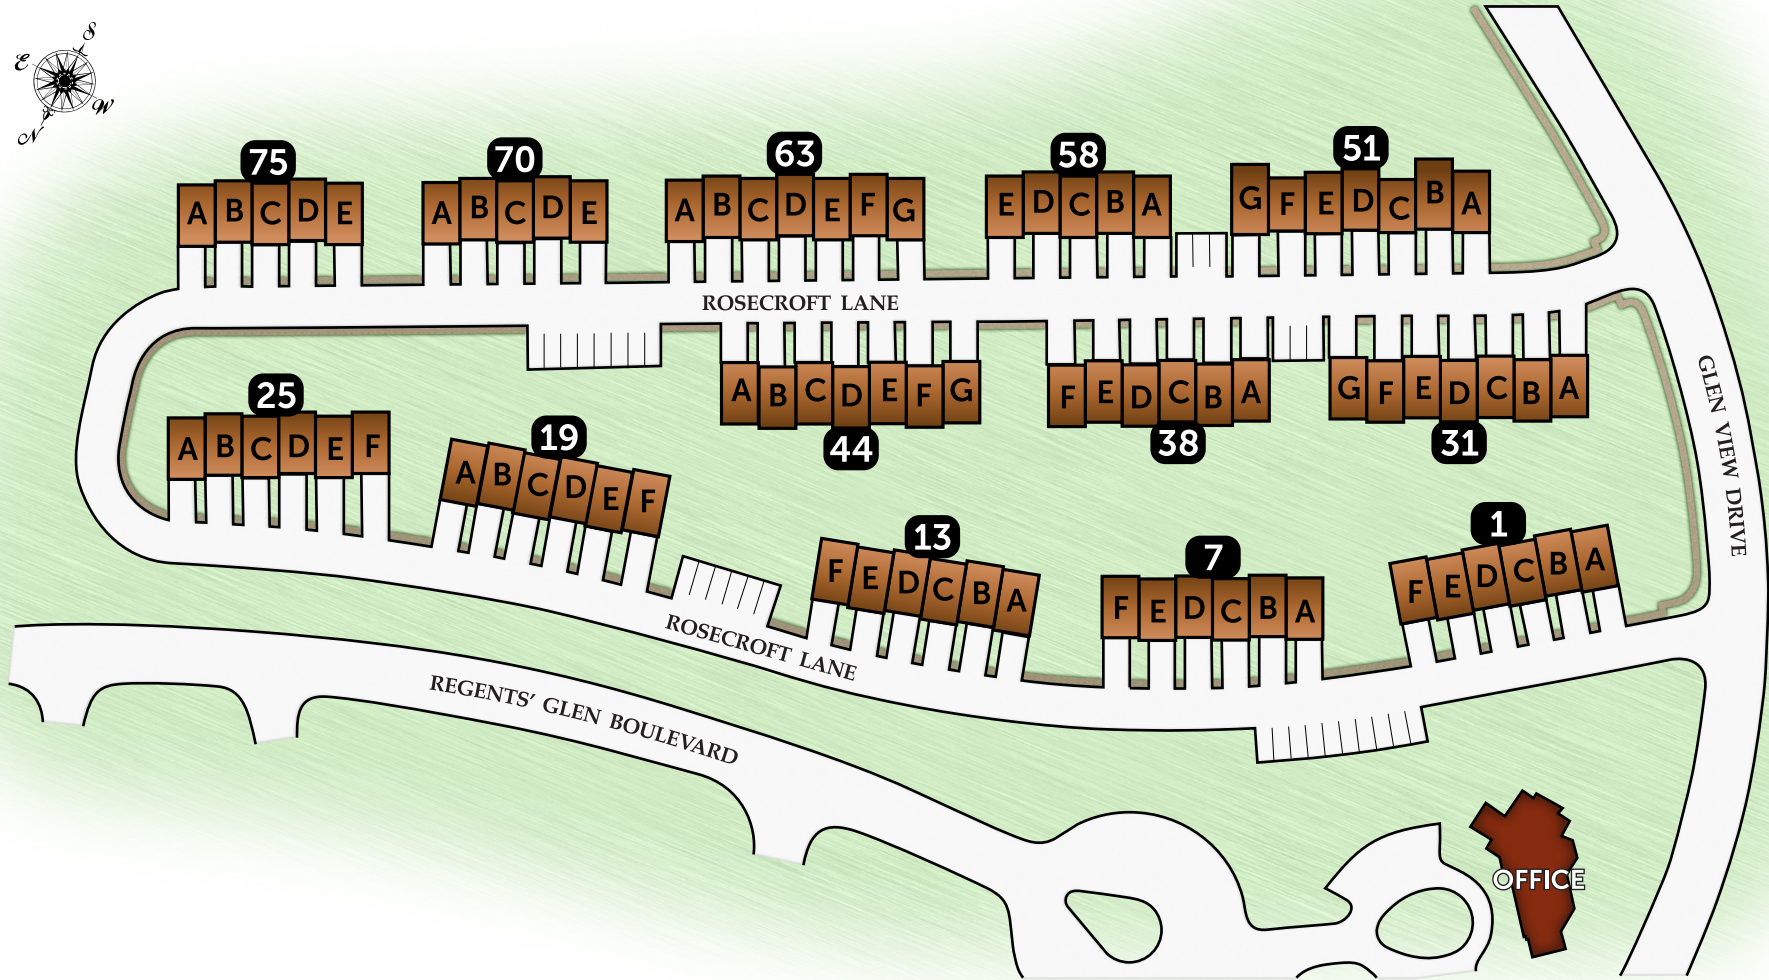 S
E
W
N
75
70
63
58
51
A B C D E
A B C D E
A B C D E F G
E D C B A
G F E D C B A
ROSECROFT LANE
A B C D E F G
F E D C B A
G F E D C B A
44
38
31
25
19
A B C D E F
A B C D E F
13
7
1
F E D C B A
F E D C B A
F E D C B A
ROSECROFT LANE
GLEN VIEW DRIVE
REGENTS' GLEN BOULEVARD
OFFICE